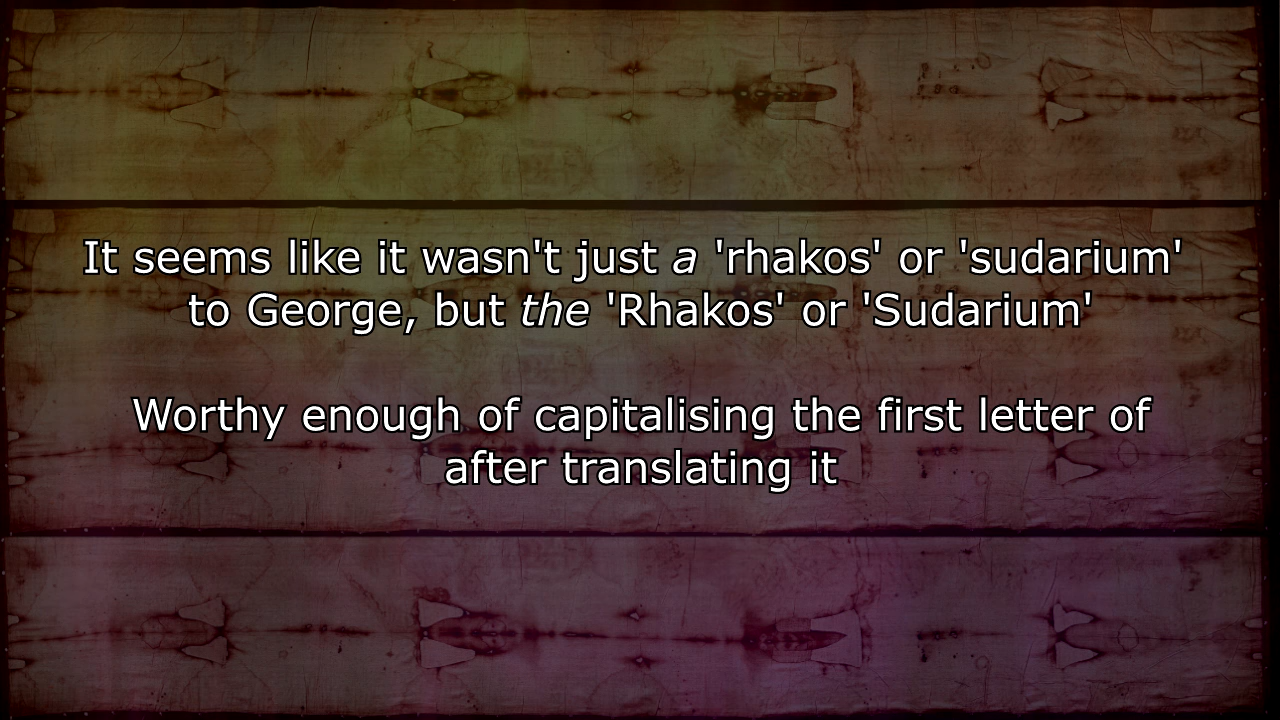 It seems like it wasn't just a 'rhakos' or 'sudarium'
to George, but the 'Rhakos' or 'Sudarium'
Worthy enough of capitalising the first letter of
after translating it